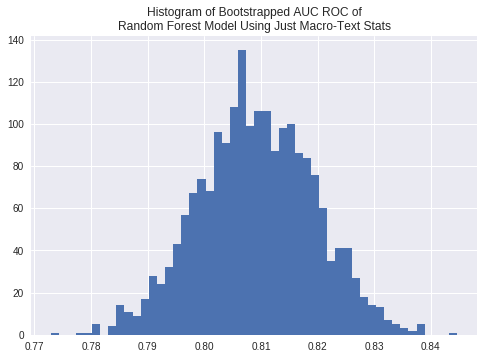 Histogram of Bootstrapped AUC ROC of
Random Forest Model Using Just Macro-Text Stats
140
120
100
80
60
40
20
0
0.77 0.78 0.79 0.80 0.81 0.82 0.83 0.84